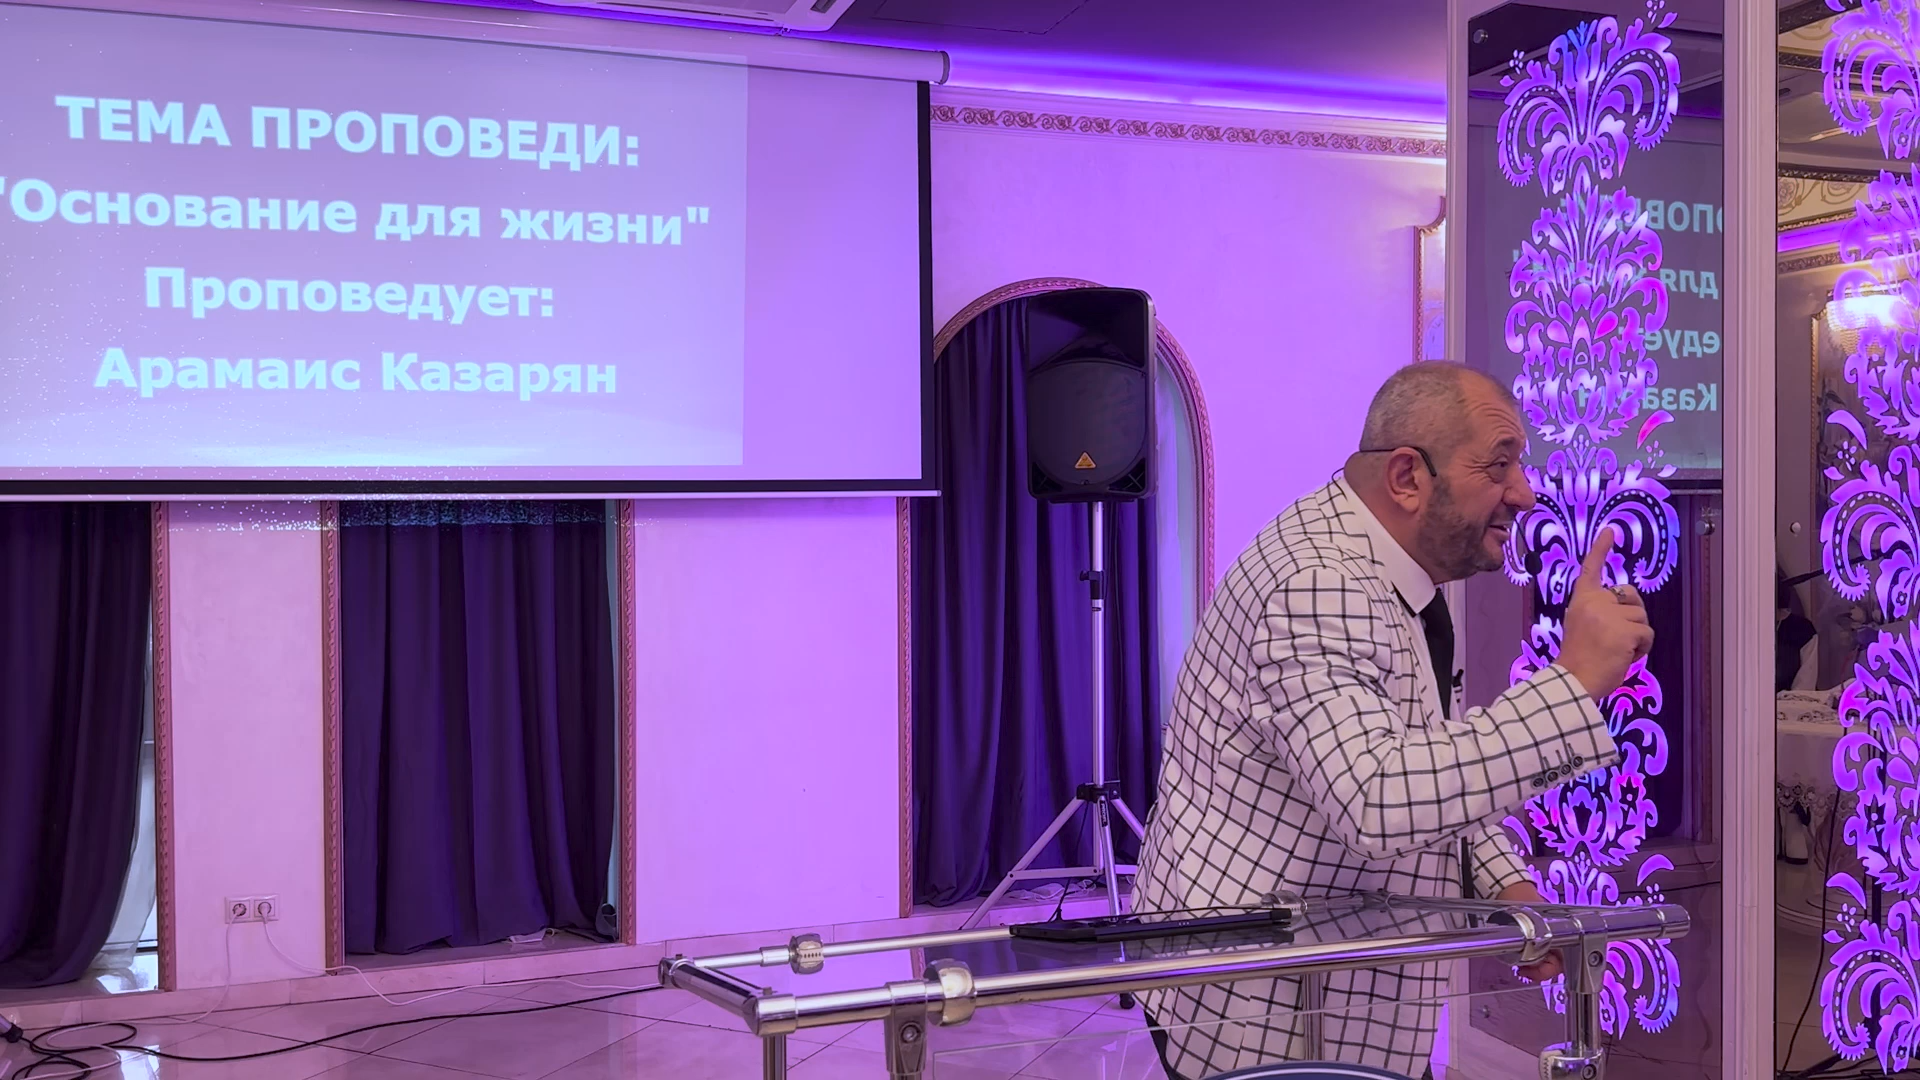 ТЕМА ПРОПОВЕДИ:
"Основание для жизни"
Проповедует:
Арамаис Казарян